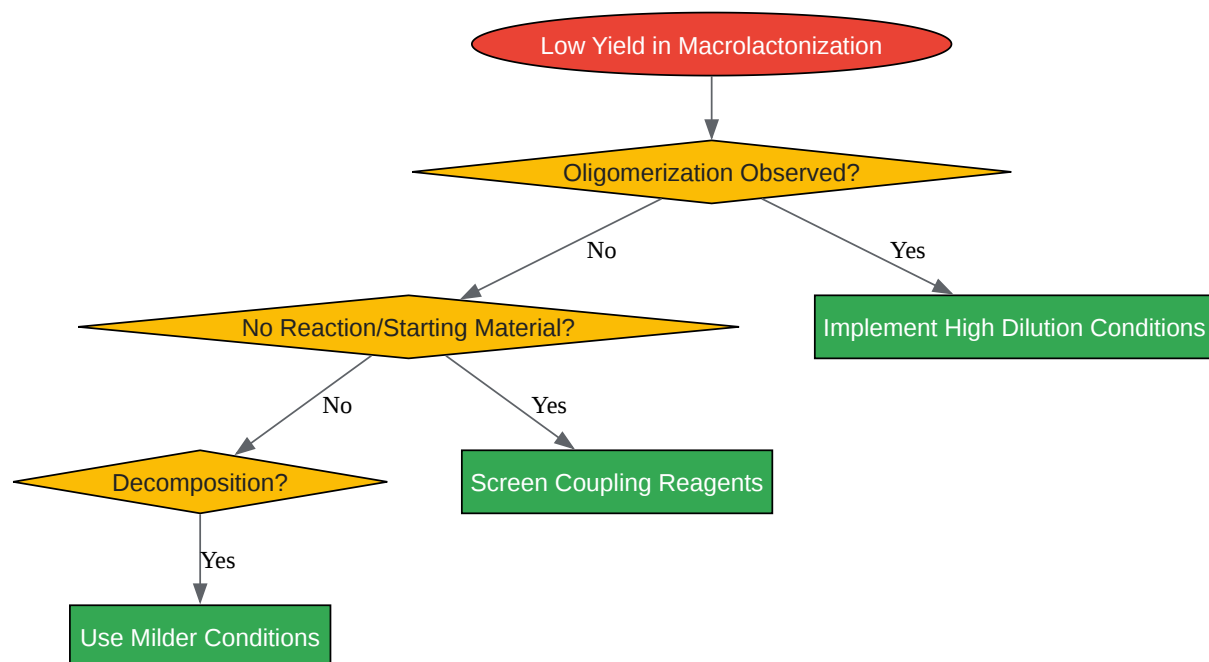 Low Yield in Macrolactonization
Oligomerization Observed?
No
Yes
No Reaction/Starting Material?
Implement High Dilution Conditions
No
Yes
Decomposition?
Screen Coupling Reagents
Yes
Use Milder Conditions